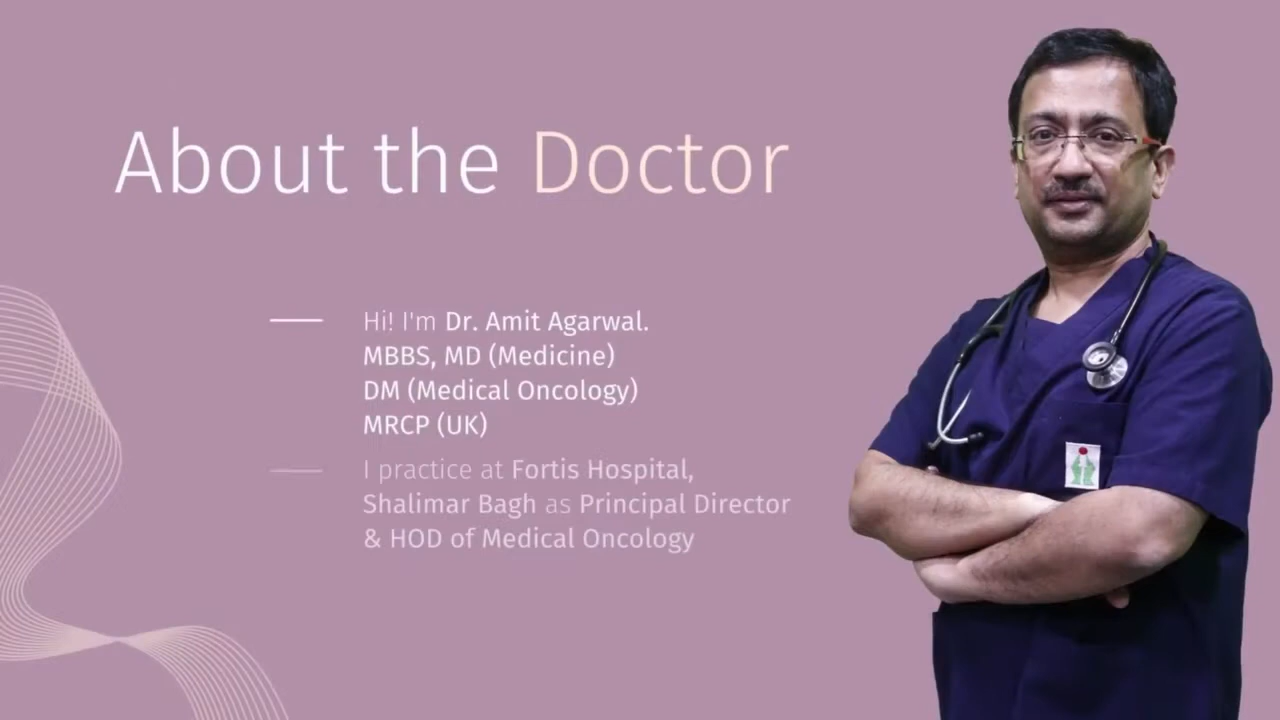 About the Doctor
Hi! I'm Dr. Amit Agarwal.
MBBS, MD (Medicine)
DM (Medical Oncology)
MRCP (UK)
I practice at Fortis Hospital,
Shalimar Bagh as Principal Director
& HOD of Medical Oncology